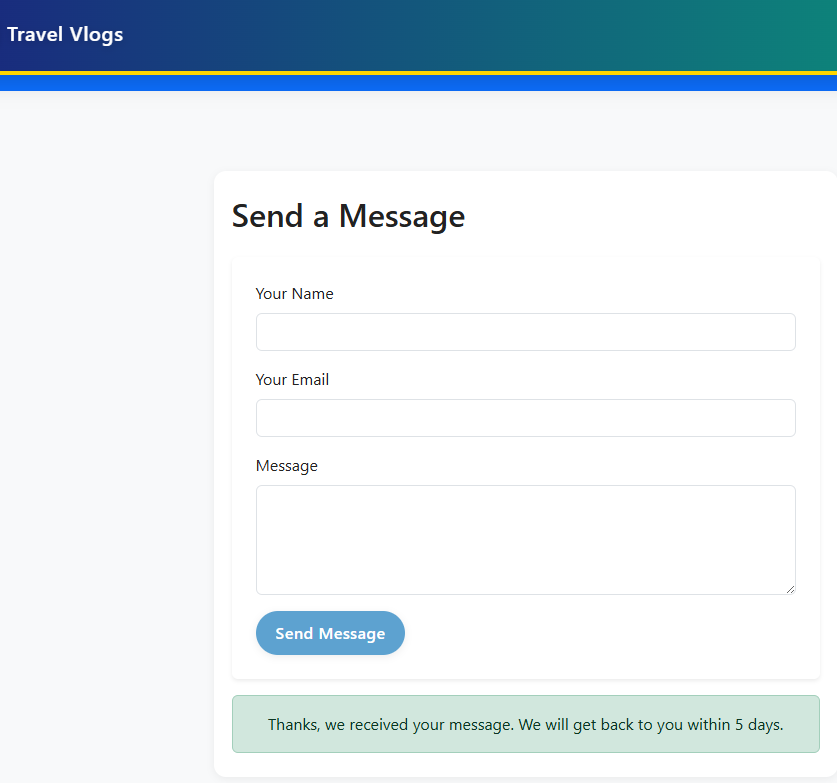 Travel Vlogs
Send a Message
Your Name
Your Email
Message
Send Message
Thanks, we received your message. We will get back to you within 5 days.